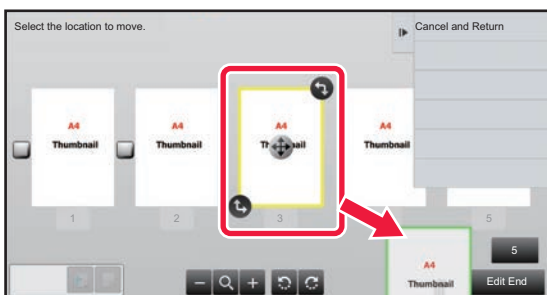 Select the location to move.
Cancel and Return
A4
Thumbnail
A4
Thumbnail
A4
A4
Thumbnail
1
2
3
5
5
A4
Thumbnail
Edit End